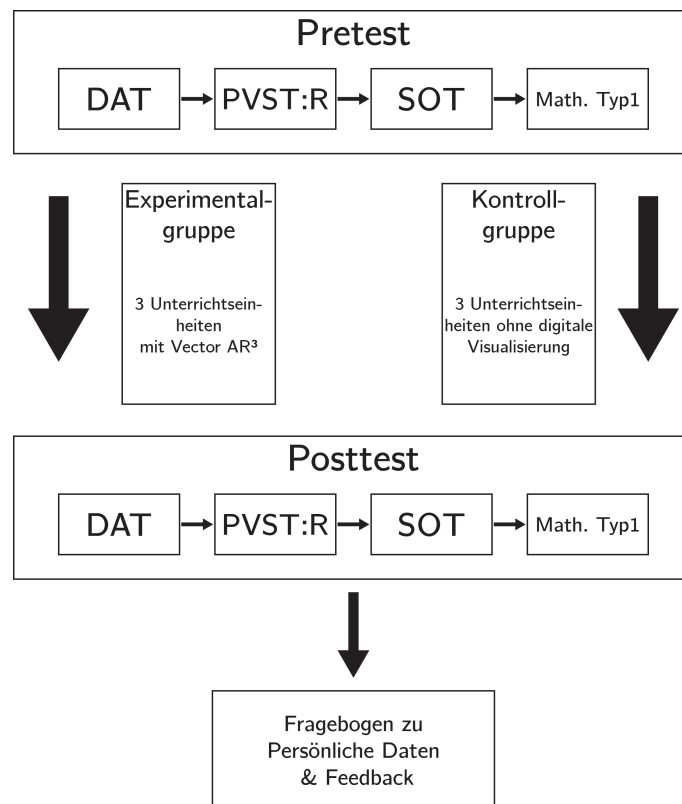 Pretest
DAT
PVST:R
SOT
Math. Typ1
Experimental-
gruppe
3 Unterrichtsein-
heiten
mit Vector AR³
Kontroll-
gruppe
3 Unterrichtsein-
heiten ohne digitale
Visualisierung
Posttest
DAT
PVST:R
SOT
Math. Typ1
Fragebogen zu
Persönliche Daten
& Feedback